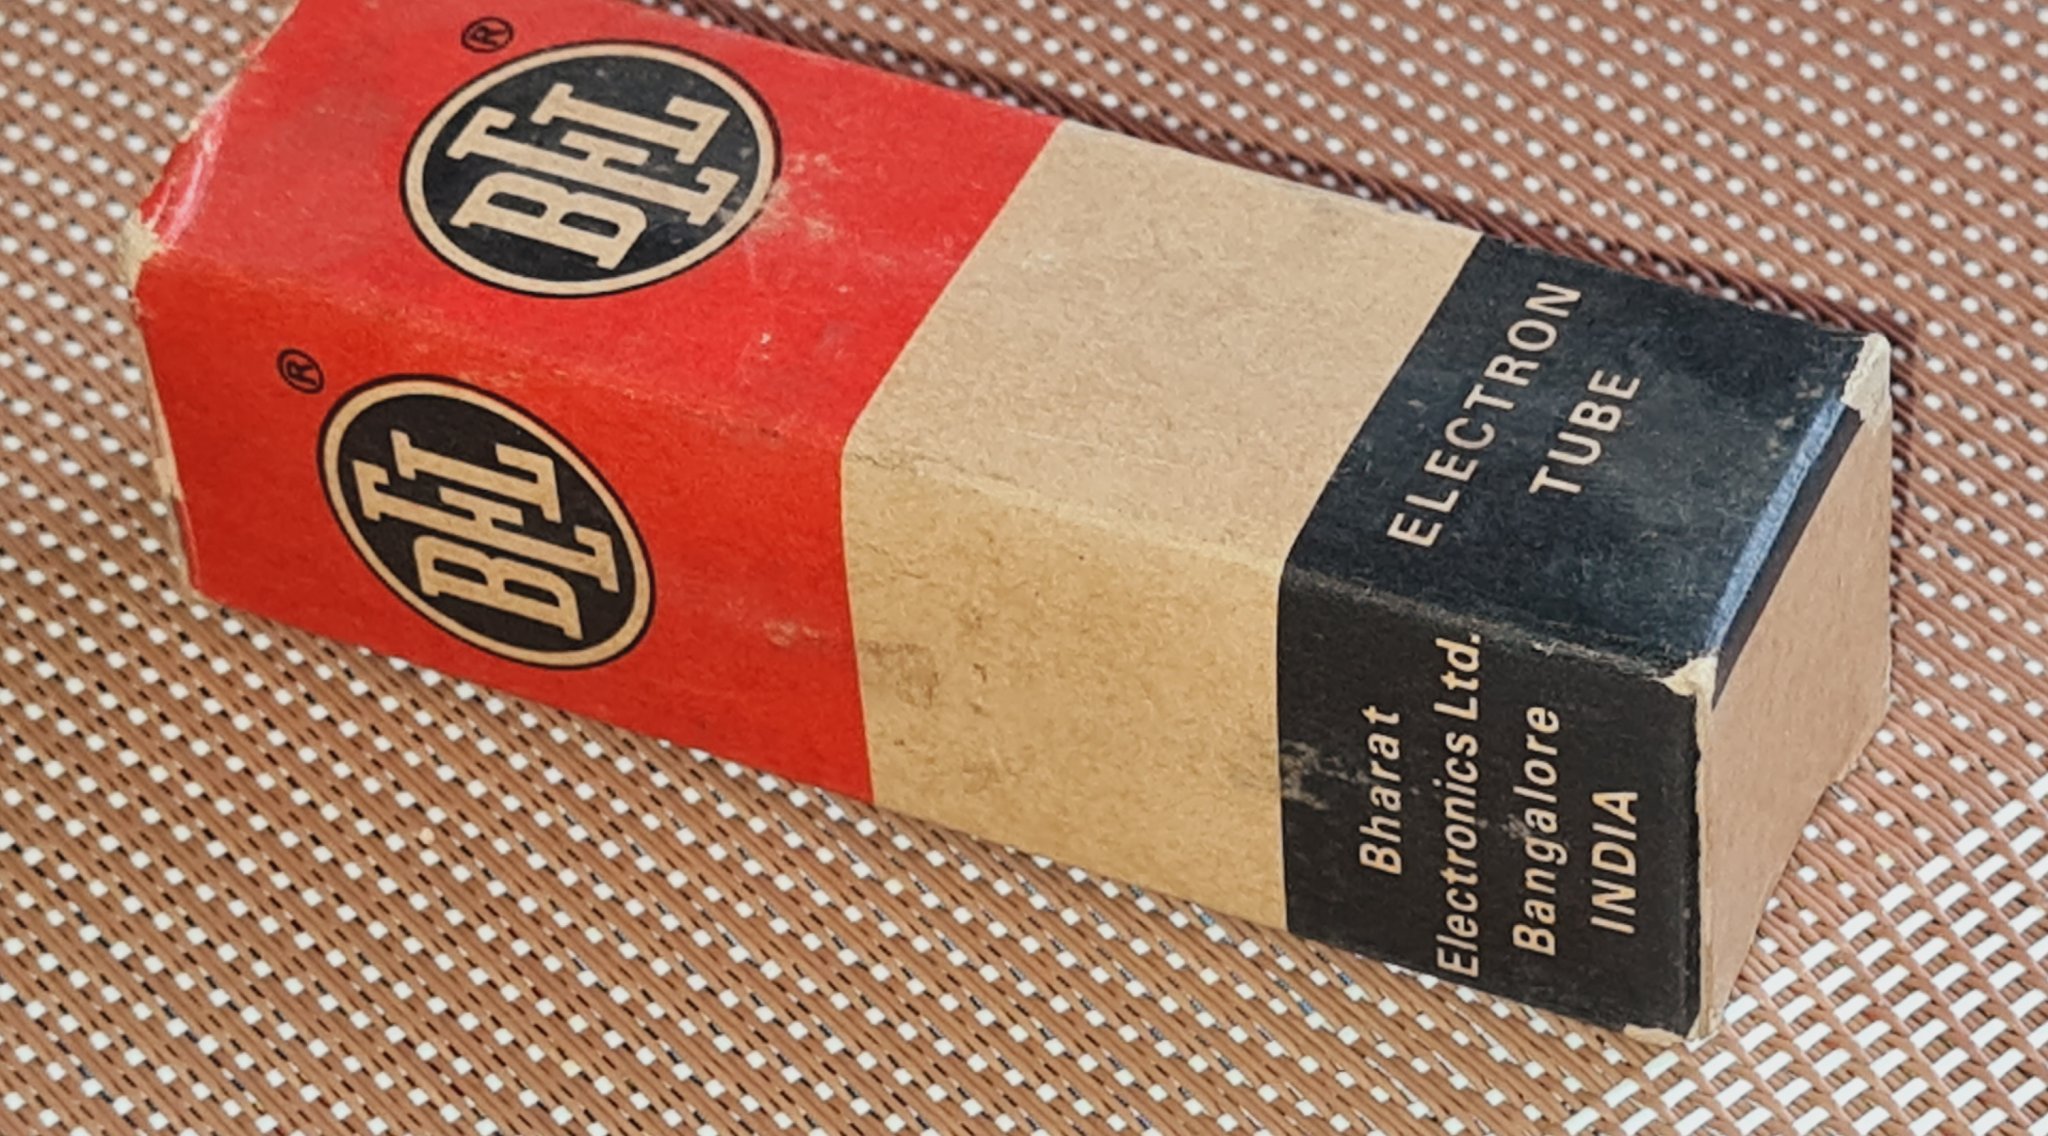 ®
BEL
®
BEL
ELECTRON
TUBE
Bharat
Electronics Ltd.
Bangalore
INDIA